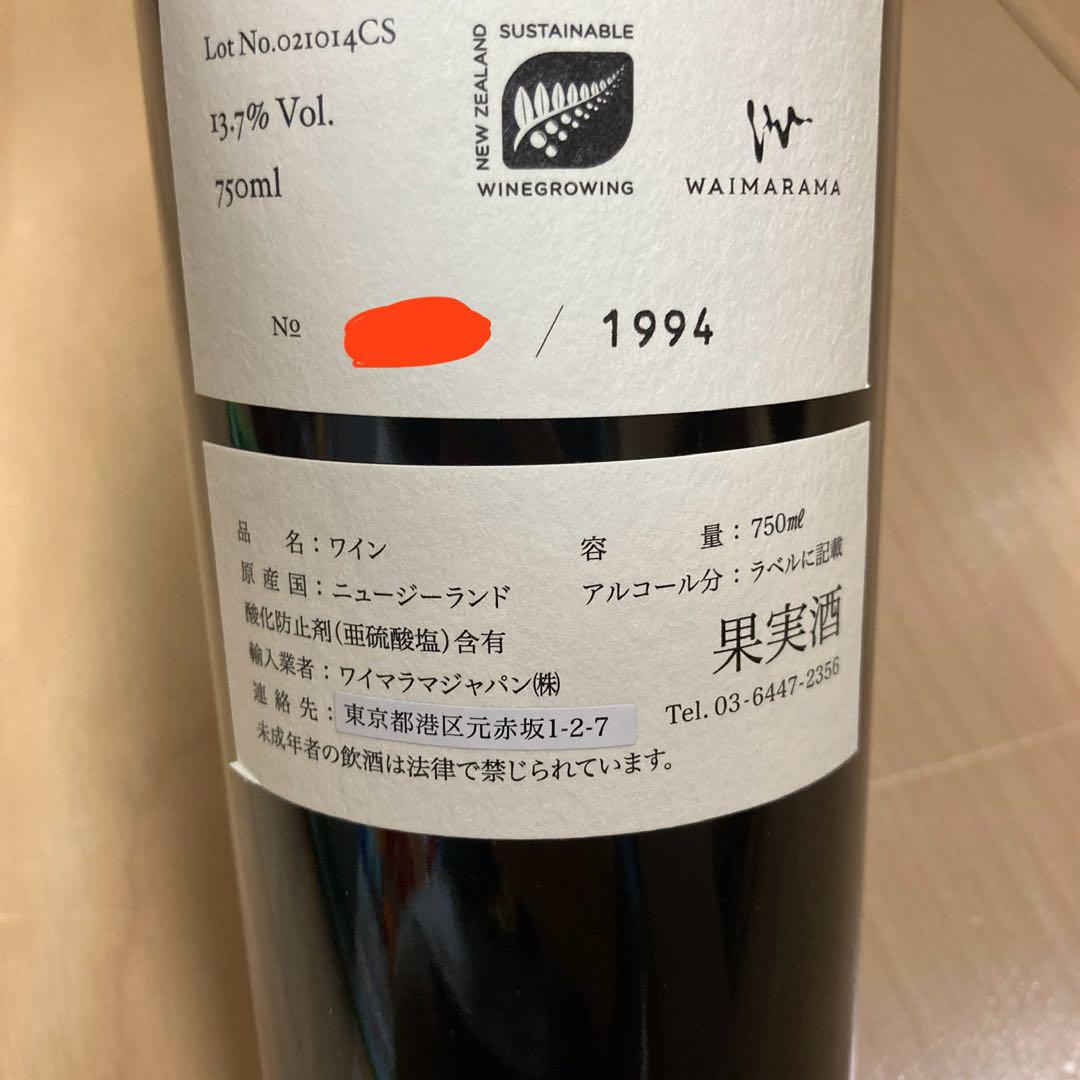 Lot No.021014CS
13.7% Vol.
750ml
NEW ZEALAND
SUSTAINABLE
WINEGROWING
WAIMARAMA
№ / 1994
品名：ワイン
原産国：ニュージーランド
酸化防止剤(亜硫酸塩)含有
輸入業者：ワイマラマジャパン㈱
連絡先：東京都港区元赤坂1-2-7
未成年者の飲酒は法律で禁じられています。
容量：750㎖
アルコール分：ラベルに記載
果実酒
Tel. 03-6447-2356